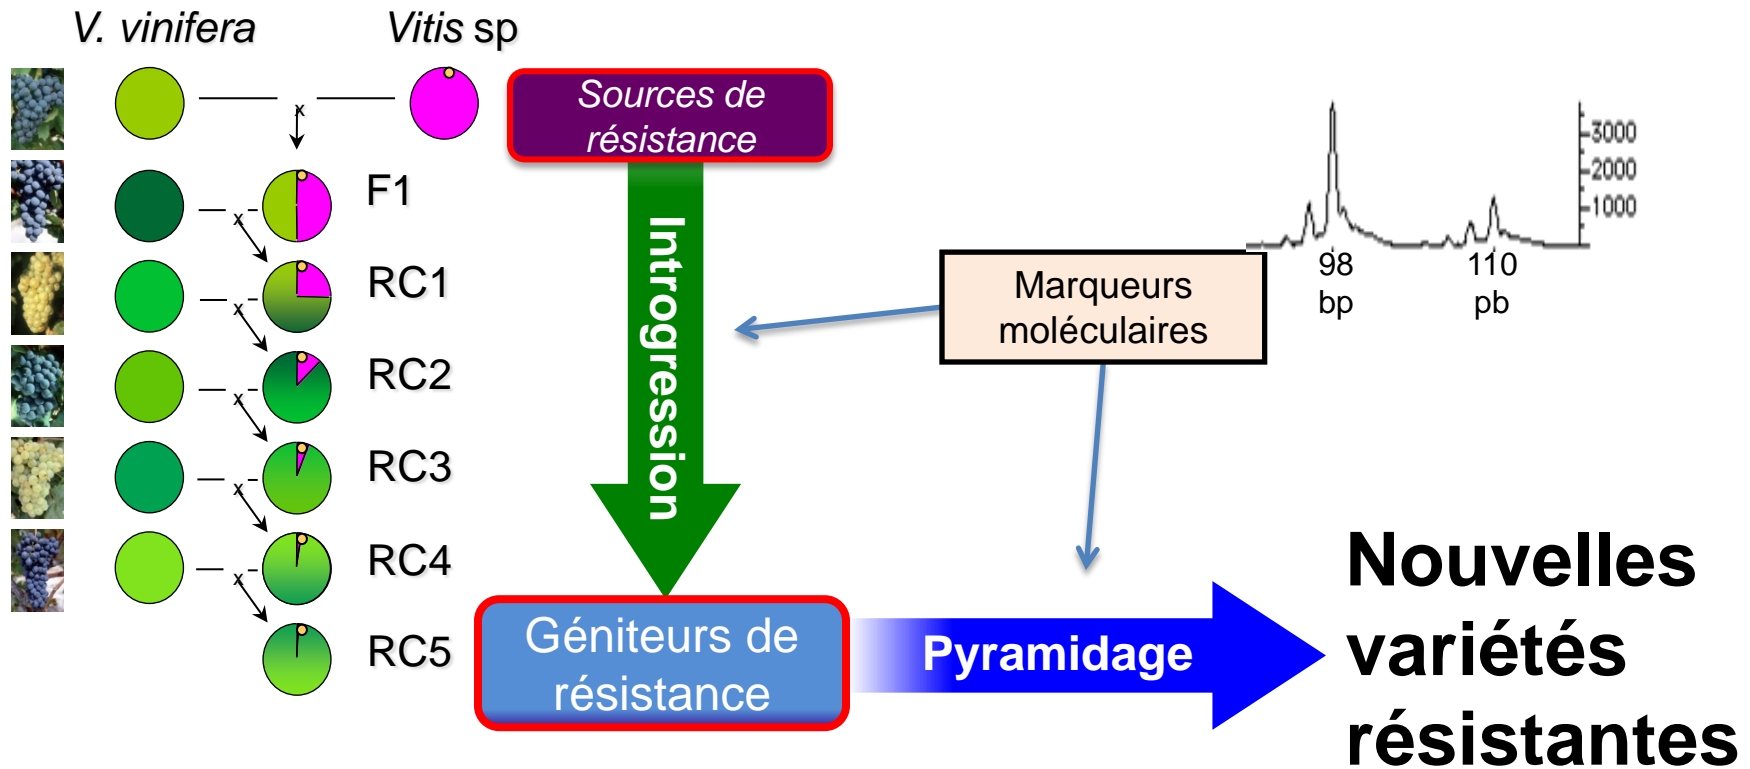 V. vinifera
Vitis sp
Sources de
résistance
x
F1
x
RC1
x
RC2
x
RC3
x
RC4
x
RC5
Introgression
Géniteurs de
résistance
Marqueurs
moléculaires
3000
2000
1000
98
bp
110
pb
Pyramidage
Nouvelles
variétés
résistantes